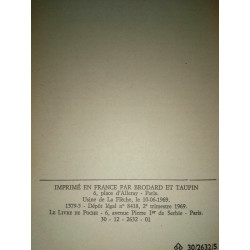 IMPRIMÉ EN FRANCE PAR BRODARD ET TAUPIN
6, place d'Alleray - Paris.
Usine de La Flèche, le 10-06-1969.
1379-5 - Dépôt légal n° 8416, 2e trimestre 1969.
LE LIVRE DE POCHE - 6, avenue Pierre Ier de Serbie - Paris.
30 - 12 - 2632 - 01
30/2632/5